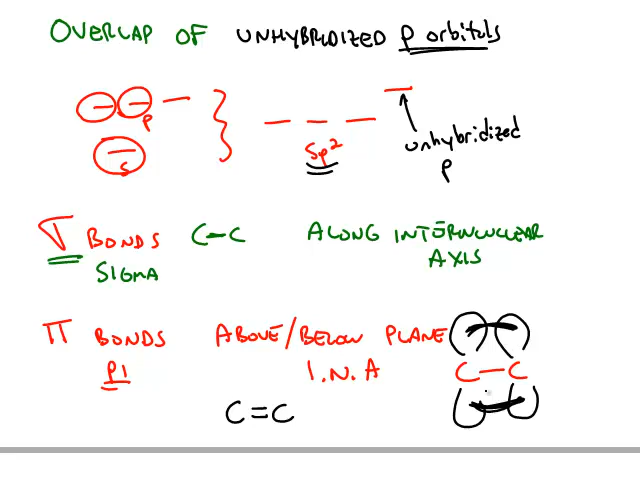 OVERLAP OF UNHYBRIDIZED p orbitals
p
s
Sp²
unhybridized
p
σ BONDS C-C ALONG INTERNUCLEAR
SIGMA AXIS
π BONDS ABOVE/BELOW PLANE
PI I.N.A C-C
C=C